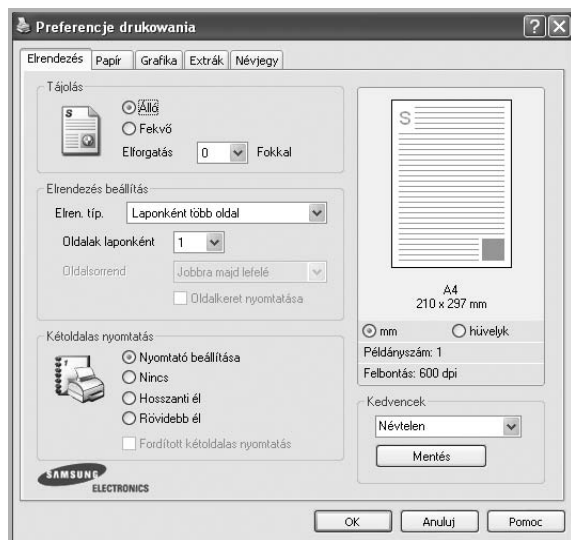 Preferencje drukowania
Elrendezés Papír Grafika Extrák Névjegy
Tájolás
Álló
Fekvő
Elforgatás 0 Fokkal
Elrendezés beállítás
Elren. típ. Laponként több oldal
Oldalak laponként 1
Oldalsorrend Jobbra majd lefelé
Oldalkeret nyomtatása
Kétoldalas nyomtatás
Nyomtató beállítása
Nincs
Hosszanti él
Rövidebb él
Fordított kétoldalas nyomtatás
S
S
A4
210 x 297 mm
mm hüvelyk
Példányszám: 1
Felbontás: 600 dpi
Kedvencek
Névtelen
Mentés
SAMSUNG
ELECTRONICS
OK Anuluj Pomoc